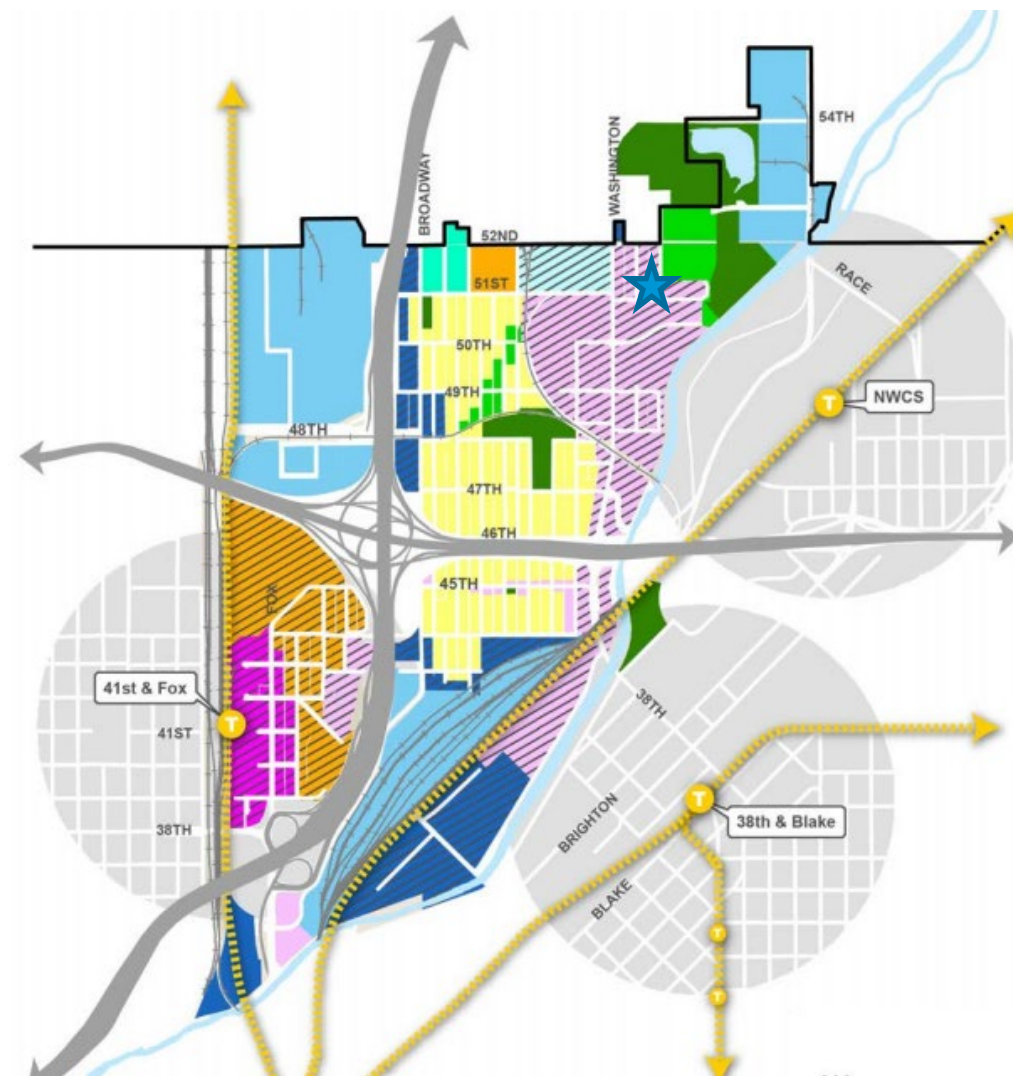 54TH
WASHINGTON
BROADWAY
52ND
RACE
51ST
50TH
NWCS
49TH
48TH
47TH
46TH
45TH
FOX
41st & Fox
38TH
T
T
41ST
T
38th & Blake
38TH
BRIGHTON
BLAKE
T
T